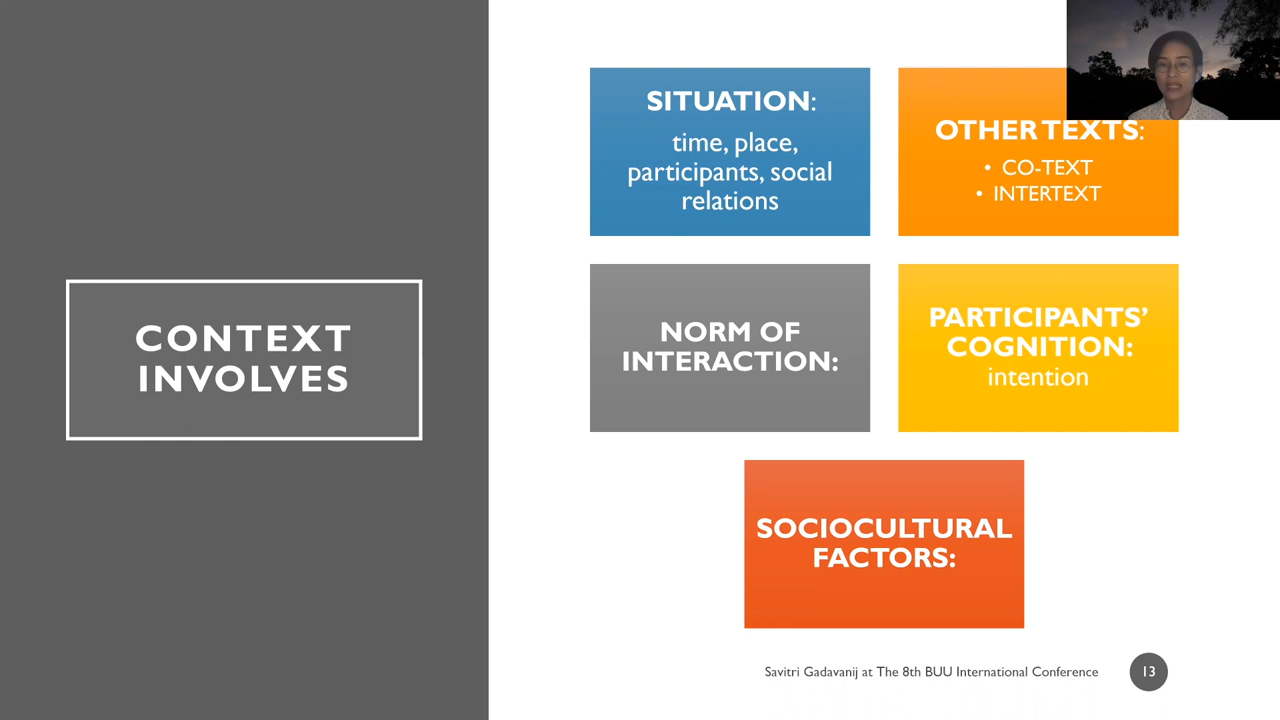 CONTEXT
INVOLVES
SITUATION:
time, place,
participants, social
relations
OTHER TEXTS:
• CO-TEXT
• INTERTEXT
NORM OF
INTERACTION:
PARTICIPANTS’
COGNITION:
intention
SOCIOCULTURAL
FACTORS:
Savitri Gadavanij at The 8th BUU International Conference
13